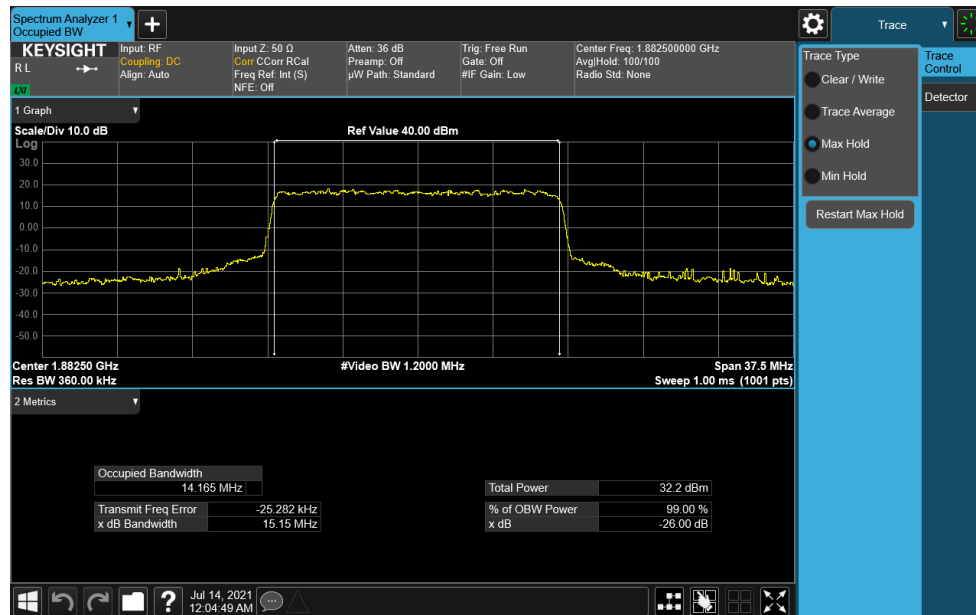 Spectrum Analyzer 1
Occupied BW
+
Trace
KEYSIGHT
R L
LXI
Input: RF
Coupling: DC
Align: Auto
Input Z: 50 Ω
Corr CCorr RCal
Freq Ref: Int (S)
NFE: Off
Atten: 36 dB
Preamp: Off
µW Path: Standard
Trig: Free Run
Gate: Off
#IF Gain: Low
Center Freq: 1.882500000 GHz
Avg|Hold: 100/100
Radio Std: None
Trace Type
Clear / Write
Trace Average
Max Hold
Min Hold
Restart Max Hold
Trace
Control
Detector
1 Graph
Scale/Div 10.0 dB
Ref Value 40.00 dBm
Log
30.0
20.0
10.0
0.00
-10.0
-20.0
-30.0
-40.0
-50.0
Center 1.88250 GHz
#Video BW 1.2000 MHz
Span 37.5 MHz
Res BW 360.00 kHz
Sweep 1.00 ms (1001 pts)
2 Metrics
Occupied Bandwidth
14.165 MHz
Total Power 32.2 dBm
Transmit Freq Error -25.282 kHz
% of OBW Power 99.00 %
x dB Bandwidth 15.15 MHz
x dB -26.00 dB
?
Jul 14, 2021
12:04:49 AM